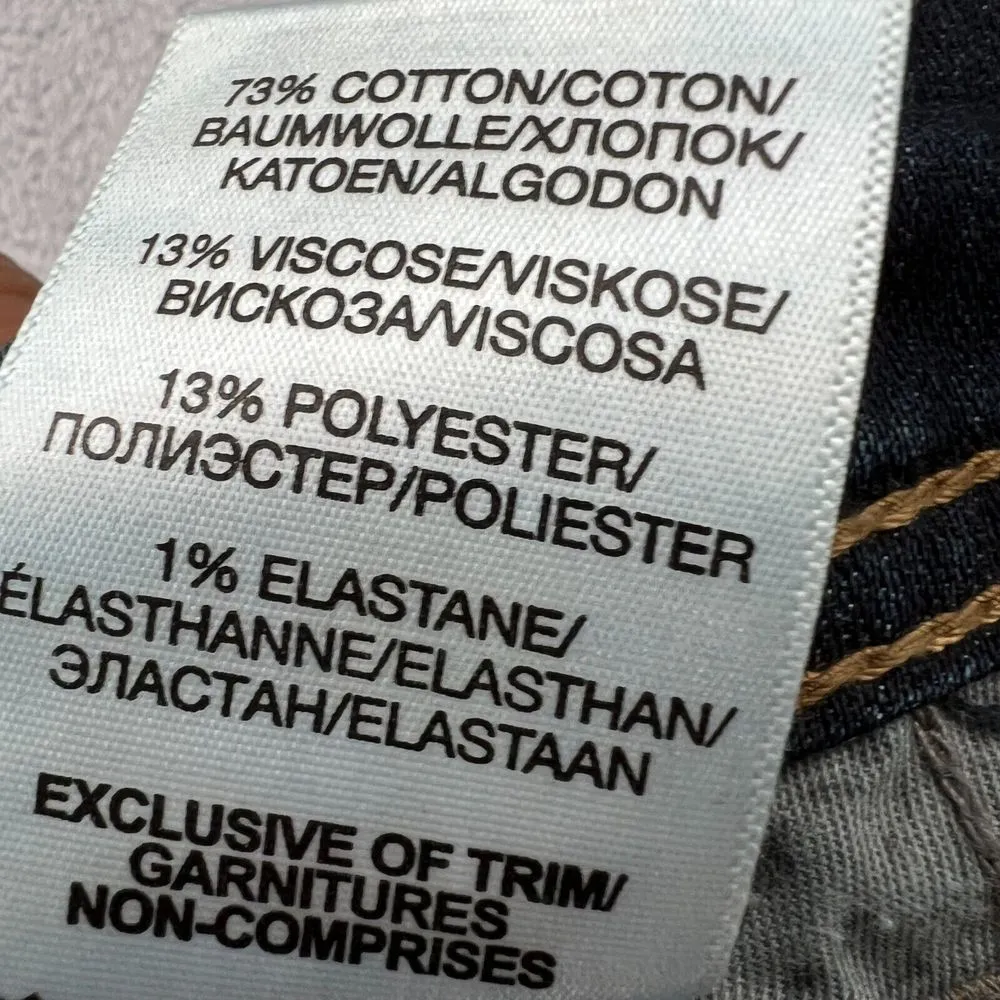 73% COTTON/COTON/
BAUMWOLLE/ХЛОПОК/
KATOEN/ALGODON
13% VISCOSE/VISKOSE/
ВИСКОЗА/VISCOSA
13% POLYESTER/
ПОЛИЭСТЕР/POLIESTER
1% ELASTANE/
ÉLASTHANNE/ELASTHAN/
ЭЛАСТАН/ELASTAAN
EXCLUSIVE OF TRIM/
GARNITURES
NON-COMPRISES